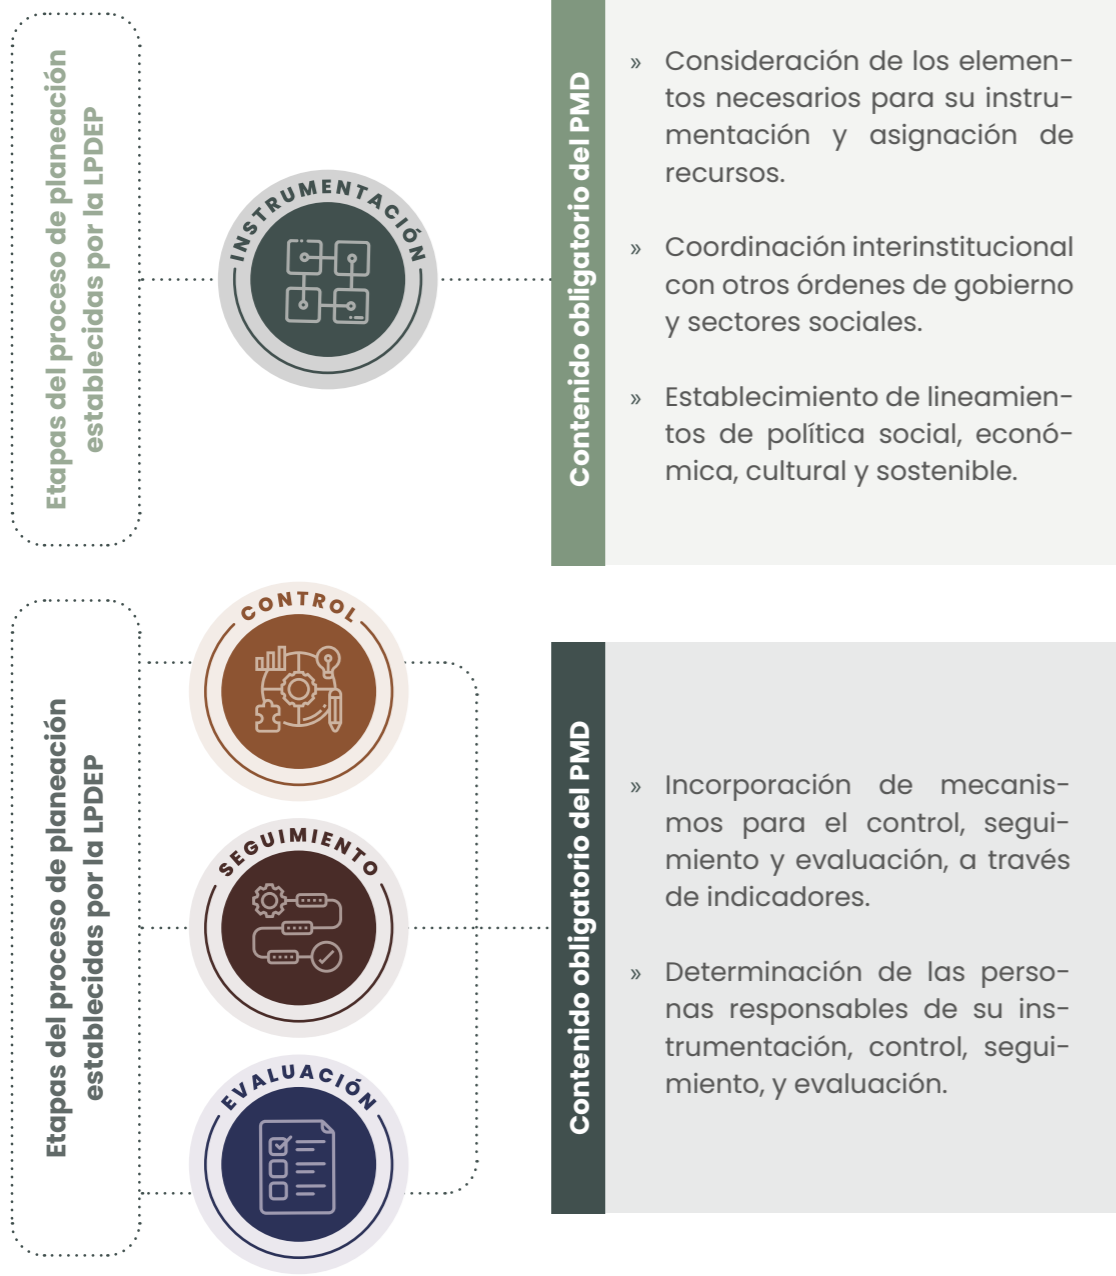 Etapas del proceso de planeación
establecidas por la LPDEP
INSTRUMENTACIÓN
Contenido obligatorio del PMD
» Consideración de los elemen-
tos necesarios para su instru-
mentación y asignación de
recursos.
» Coordinación interinstitucional
con otros órdenes de gobierno
y sectores sociales.
» Establecimiento de lineamien-
tos de política social, econó-
mica, cultural y sostenible.
Etapas del proceso de planeación
establecidas por la LPDEP
CONTROL
SEGUIMIENTO
EVALUACIÓN
Contenido obligatorio del PMD
» Incorporación de mecanis-
mos para el control, segui-
miento y evaluación, a través
de indicadores.
» Determinación de las perso-
nas responsables de su ins-
trumentación, control, segui-
miento, y evaluación.